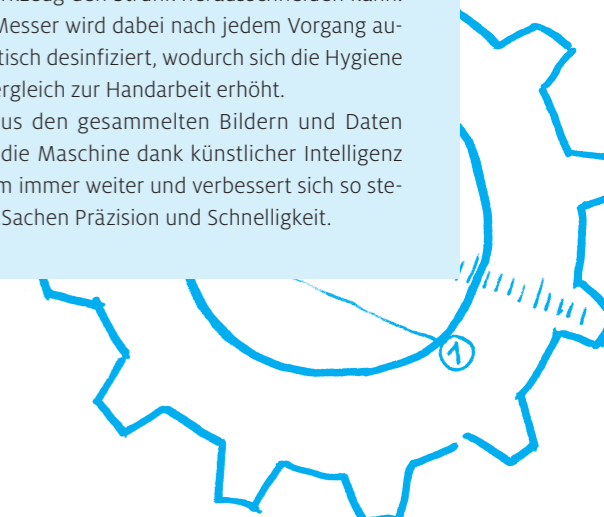 Messer wird dabei nach jedem Vorgang au-
tisch desinfiziert, wodurch sich die Hygiene
ergleich zur Handarbeit erhöht.
us den gesammelten Bildern und Daten
die Maschine dank künstlicher Intelligenz
m immer weiter und verbessert sich so ste-
Sachen Präzision und Schnelligkeit.
1